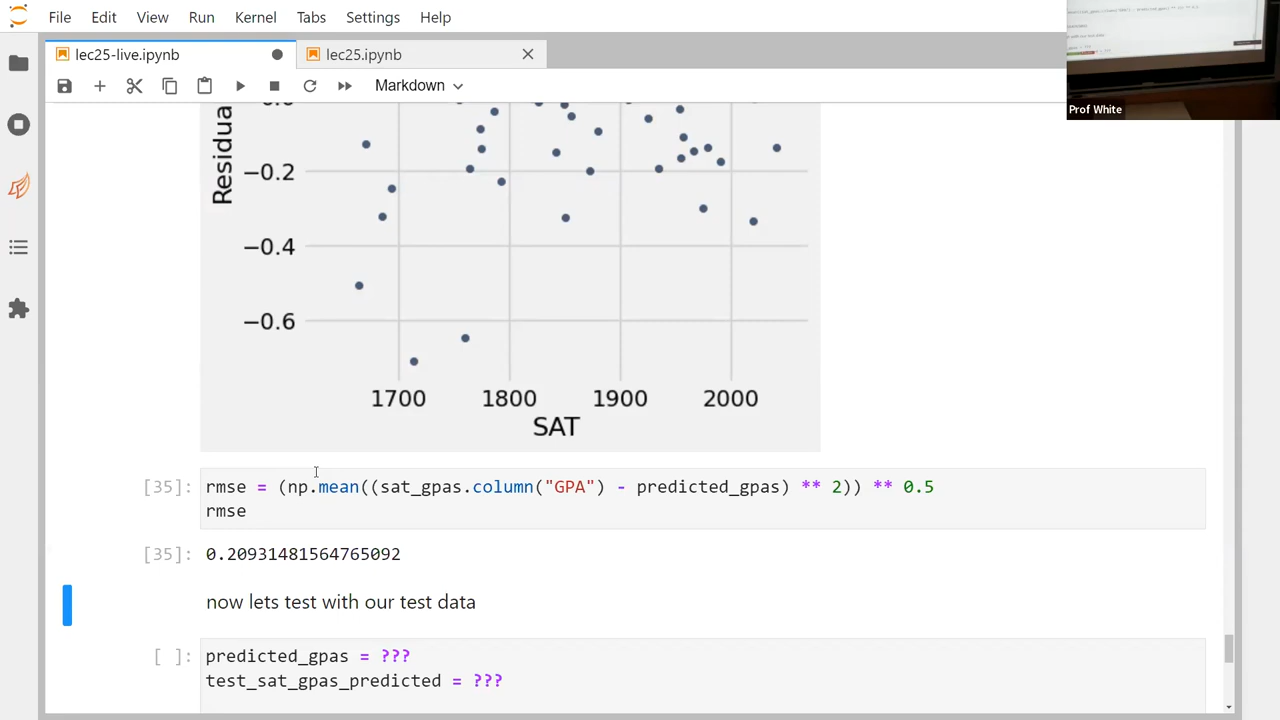 File Edit View Run Kernel Tabs Settings Help
lec25-live.ipynb
lec25.ipynb
Markdown
Prof White
Residua
−0.2
−0.4
−0.6
1700 1800 1900 2000
SAT
[35]: rmse = (np.mean((sat_gpas.column("GPA") - predicted_gpas) ** 2)) ** 0.5
rmse
[35]: 0.20931481564765092
now lets test with our test data
[ ]: predicted_gpas = ???
test_sat_gpas_predicted = ???